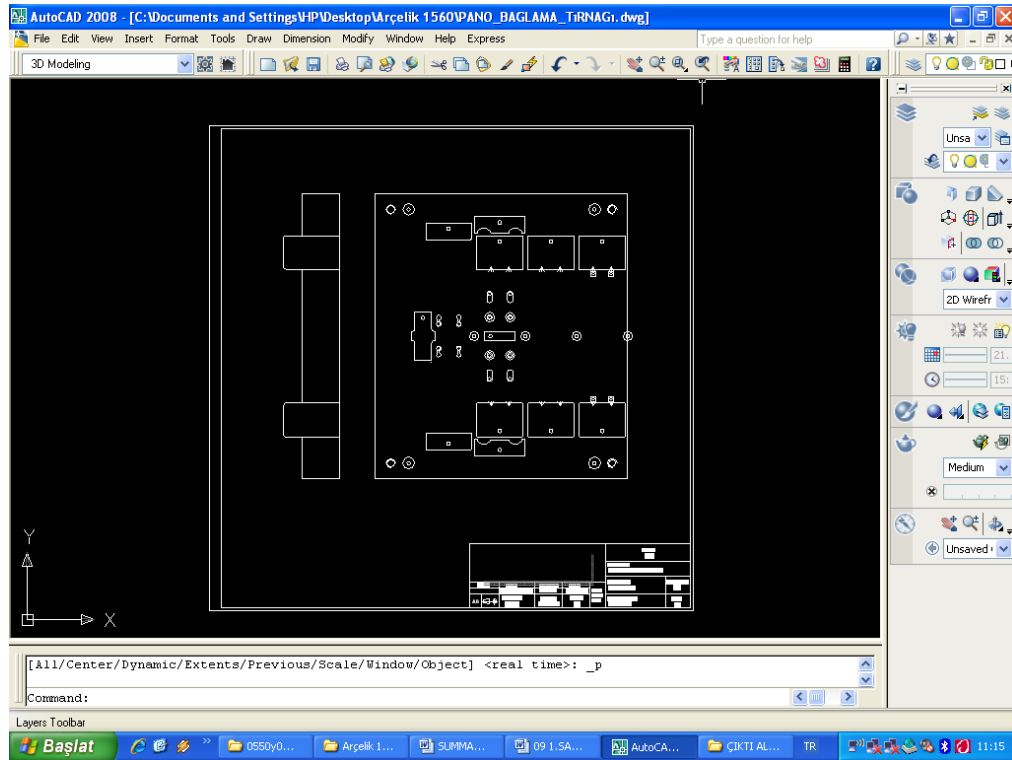 AutoCAD 2008 - [C:\Documents and Settings\HP\Desktop\Arçelik 1560\PANO_BAGLAMA_TıRNAGı.dwg]
File Edit View Insert Format Tools Draw Dimension Modify Window Help Express Type a question for help
3D Modeling
Unsa
2D Wirefr
21.
15:
Medium
Unsaved
Y
X
[All/Center/Dynamic/Extents/Previous/Scale/Window/Object] <real time>: _p
Command:
Layers Toolbar
Başlat 0550y0... Arçelik 1... SUMMA... 09 1.SA... AutoCA... ÇIKTI AL... TR 11:15